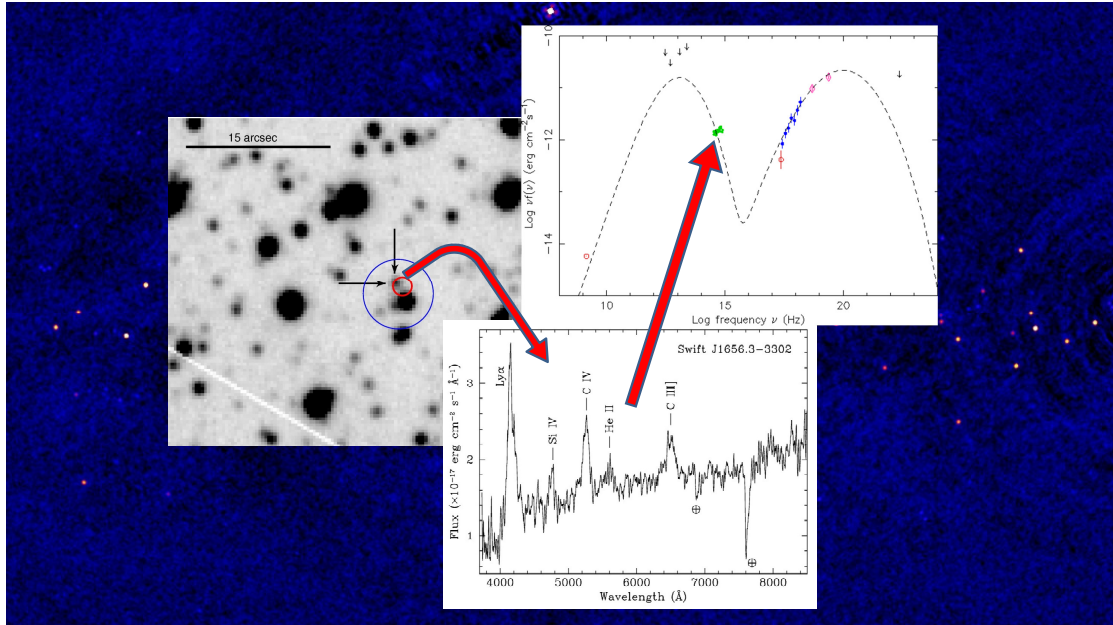 15 arcsec
-10
-12
-14
Log νf(ν) (erg cm⁻²s⁻¹)
10
15
20
Log frequency ν (Hz)
Swift J1656.3−3302
Lyα
Si IV
C IV
He II
C III]
⊕
⊕
3
2
1
Flux (×10⁻¹⁷ erg cm⁻² s⁻¹ Å⁻¹)
4000
5000
6000
7000
8000
Wavelength (Å)